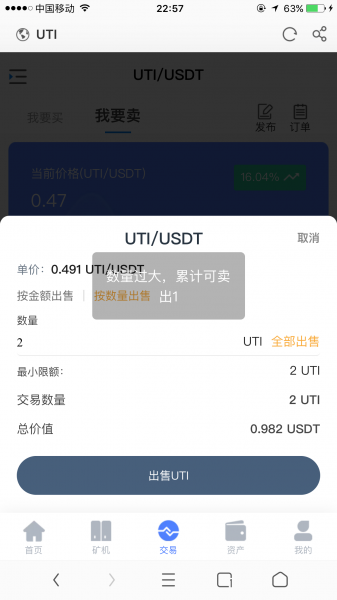 中国移动
22:57
63%
UTI
UTI/USDT
我要买
我要卖
发布
订单
当前价格(UTI/USDT)
0.47
16.04%
UTI/USDT
取消
单价: 0.491 UTI/USDT
数量过大，累计可卖
出1
按金额出售 | 按数量出售
数量
2
UTI 全部出售
最小限额: 2 UTI
交易数量 2 UTI
总价值 0.982 USDT
出售UTI
首页
矿机
交易
资产
我的